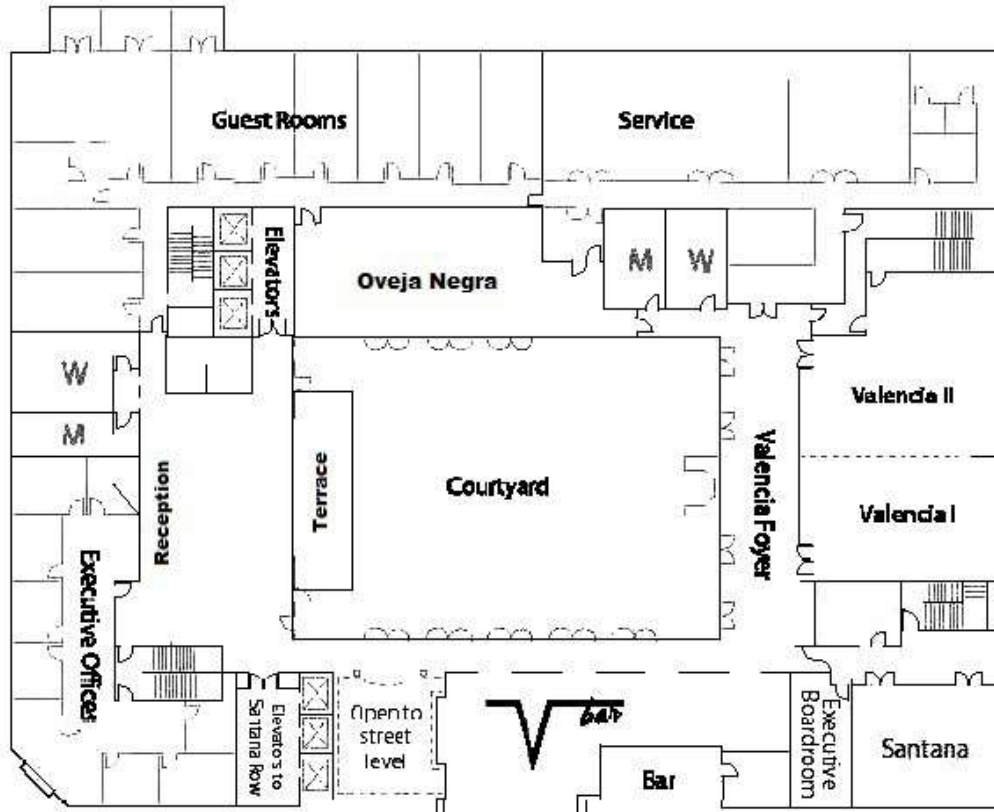 Guest Rooms
Service
Elevators
Oveja Negra
M
W
W
M
Valencia II
Reception
Terrace
Courtyard
Valencia Foyer
Valencia I
Executive Offices
Elevators to
Santana Row
Open to
street
level
V bar
Bar
Executive
Boardroom
Santana